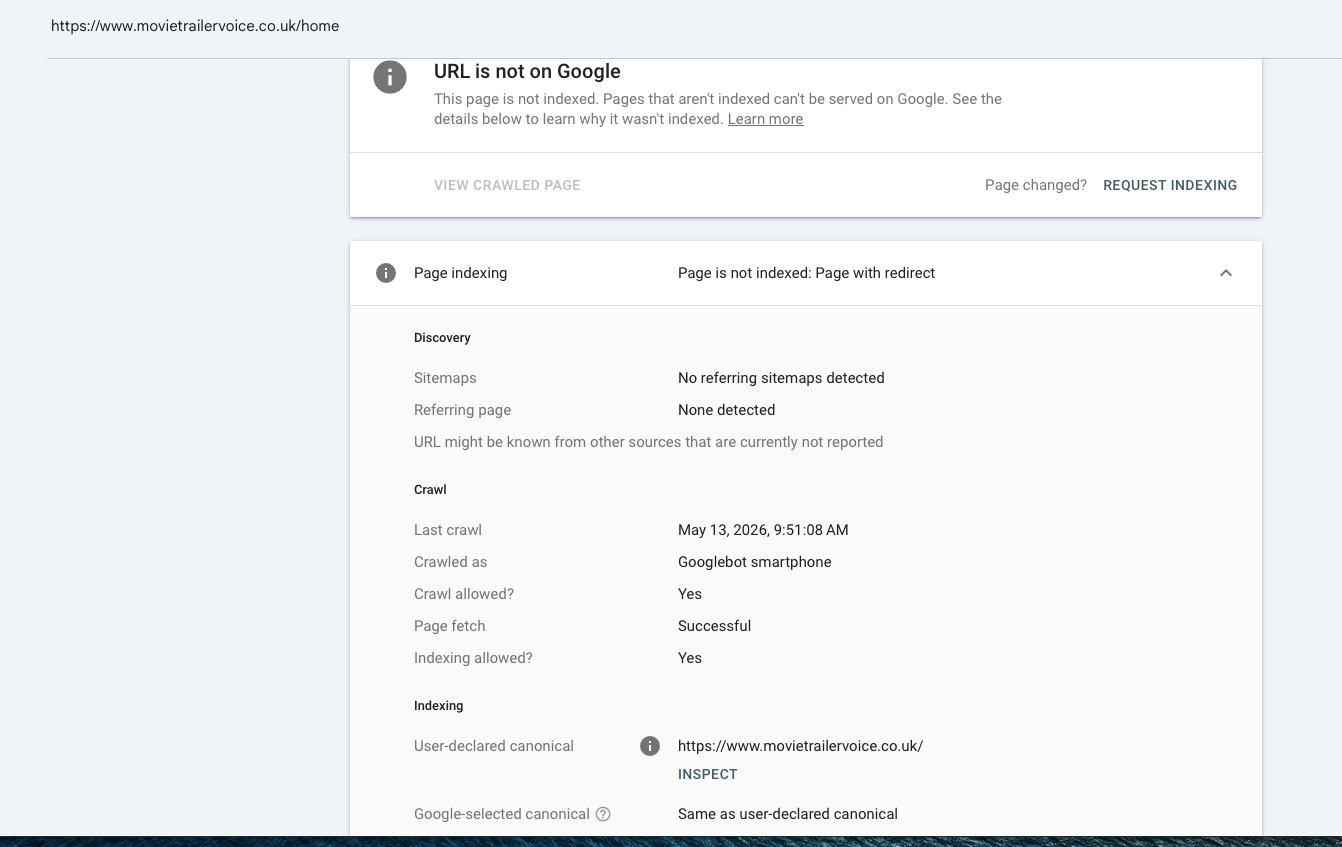 https://www.movietrailervoice.co.uk/home
URL is not on Google
This page is not indexed. Pages that aren't indexed can't be served on Google. See the
details below to learn why it wasn't indexed. Learn more
VIEW CRAWLED PAGE
Page changed? REQUEST INDEXING
Page indexing Page is not indexed: Page with redirect
Discovery
Sitemaps No referring sitemaps detected
Referring page None detected
URL might be known from other sources that are currently not reported
Crawl
Last crawl May 13, 2026, 9:51:08 AM
Crawled as Googlebot smartphone
Crawl allowed? Yes
Page fetch Successful
Indexing allowed? Yes
Indexing
User-declared canonical https://www.movietrailervoice.co.uk/
INSPECT
Google-selected canonical Same as user-declared canonical